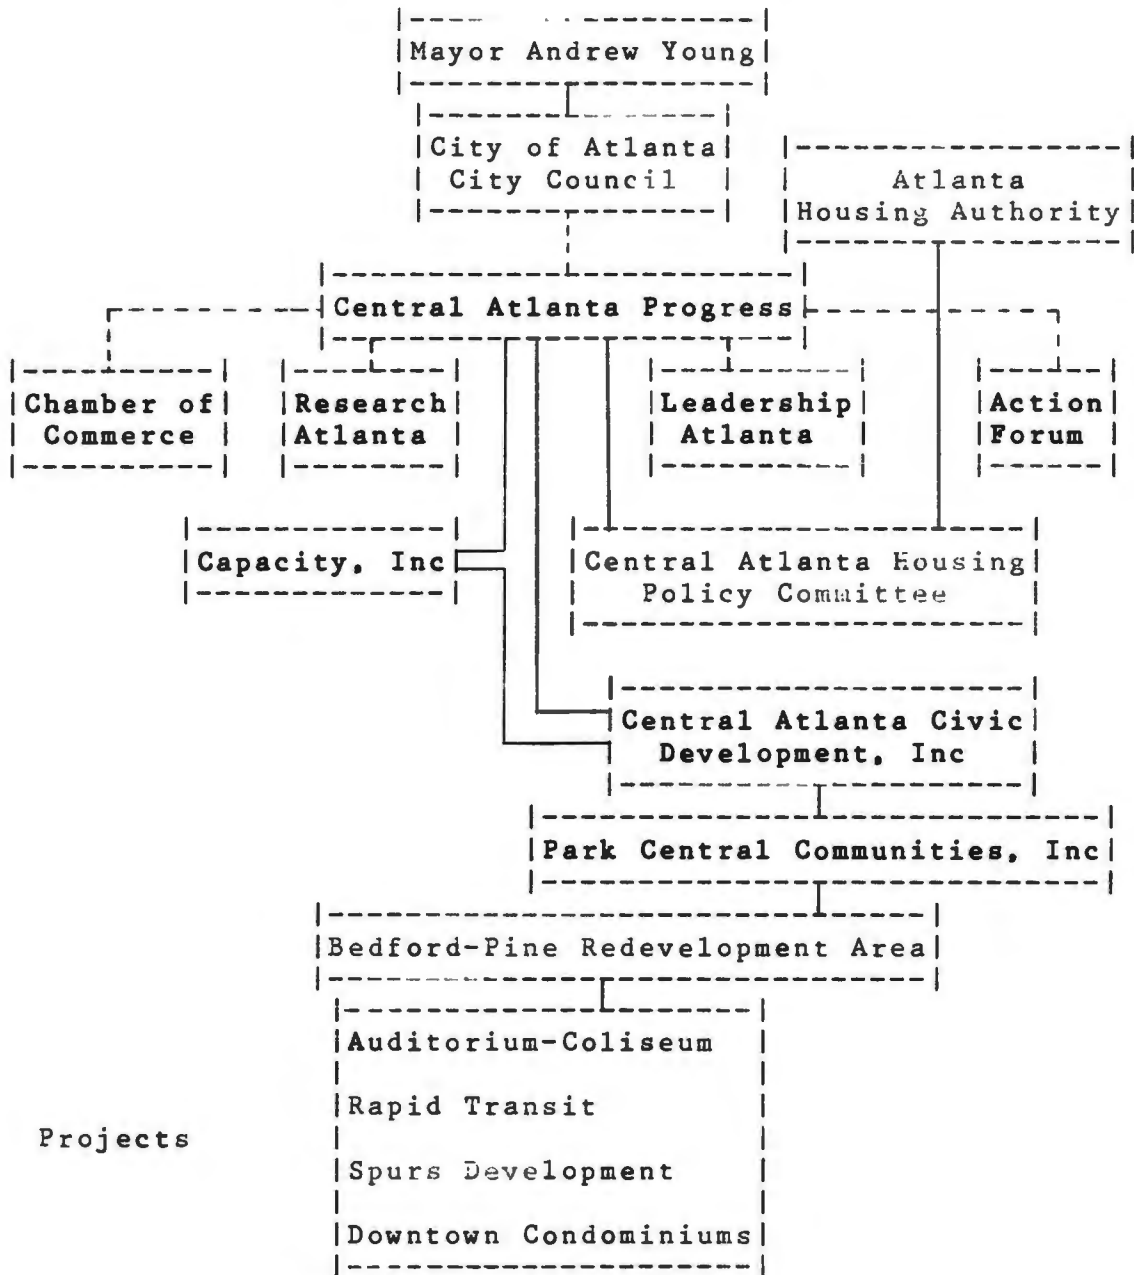 Mayor Andrew Young
City of Atlanta
City Council
Atlanta
Housing Authority
Central Atlanta Progress
Chamber of
Commerce
Research
Atlanta
Leadership
Atlanta
Action
Forum
Capacity, Inc
Central Atlanta Housing
Policy Committee
Central Atlanta Civic
Development, Inc
Park Central Communities, Inc
Bedford-Pine Redevelopment Area
Auditorium-Coliseum
Rapid Transit
Projects
Spurs Development
Downtown Condominiums